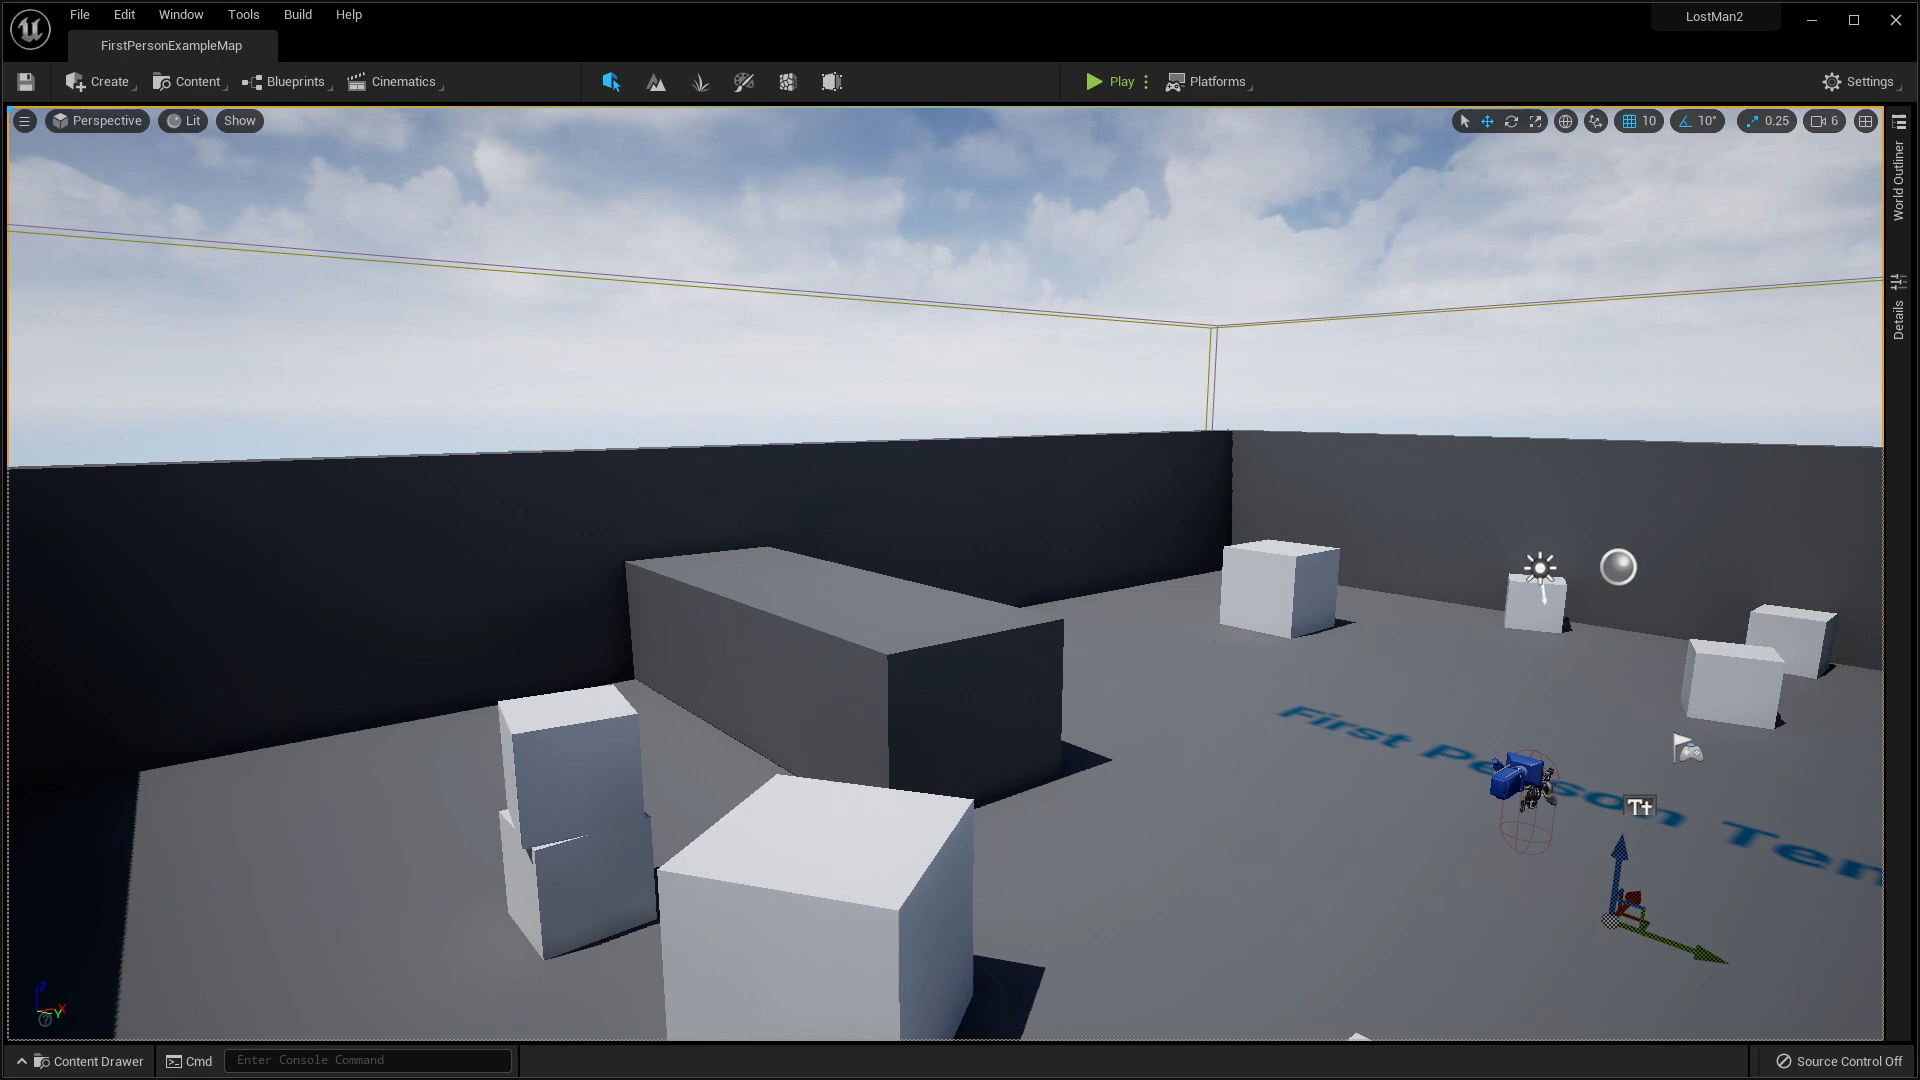 File Edit Window Tools Build Help
LostMan2
FirstPersonExampleMap
Create Content Blueprints Cinematics Play Platforms Settings
Perspective Lit Show 10 10° 0.25 6
World Outliner
Details
First Person Tem
T+
Z
X
Y
Content Drawer Cmd Enter Console Command Source Control Off